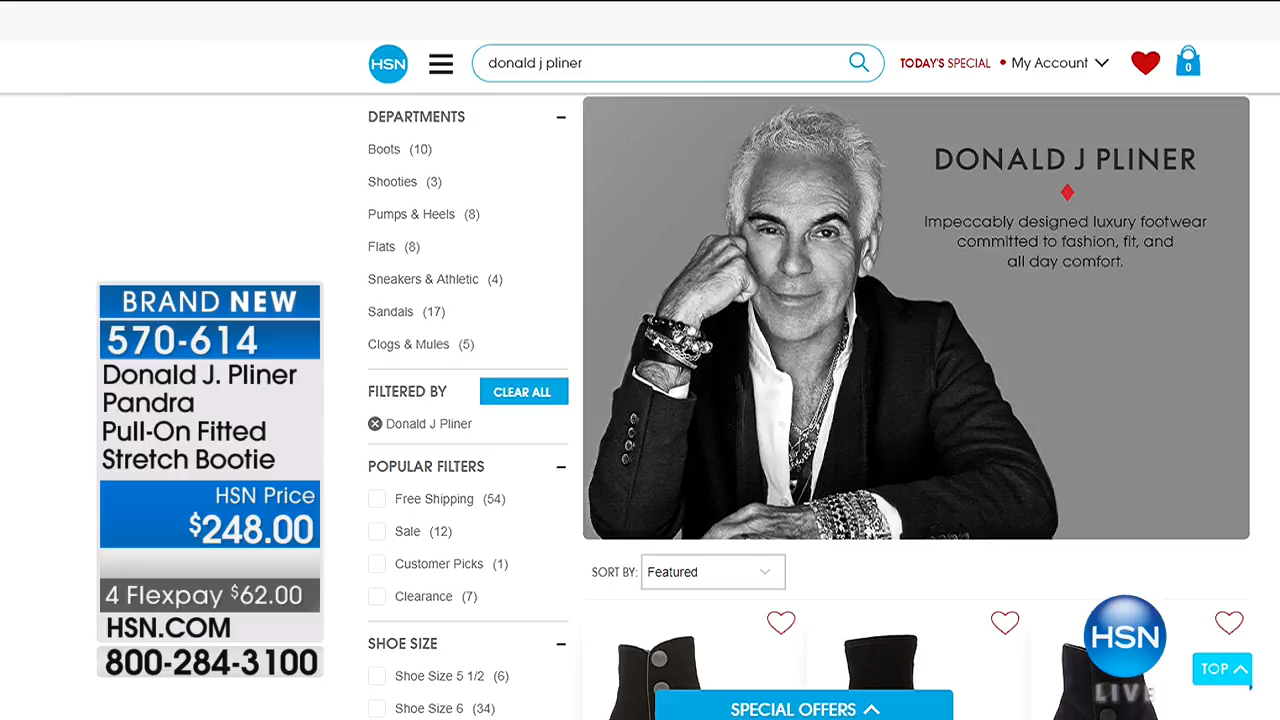 HSN
donald j pliner
TODAY'S SPECIAL • My Account
0
DEPARTMENTS
Boots (10)
Shooties (3)
Pumps & Heels (8)
Flats (8)
Sneakers & Athletic (4)
Sandals (17)
Clogs & Mules (5)
FILTERED BY
CLEAR ALL
Donald J Pliner
POPULAR FILTERS
Free Shipping (54)
Sale (12)
Customer Picks (1)
Clearance (7)
SHOE SIZE
Shoe Size 5 1/2 (6)
Shoe Size 6 (34)
DONALD J PLINER
Impeccably designed luxury footwear
committed to fashion, fit, and
all day comfort.
SORT BY: Featured
SPECIAL OFFERS
TOP
HSN
LIVE
BRAND NEW
570-614
Donald J. Pliner
Pandra
Pull-On Fitted
Stretch Bootie
HSN Price
$248.00
4 Flexpay $62.00
HSN.COM
800-284-3100